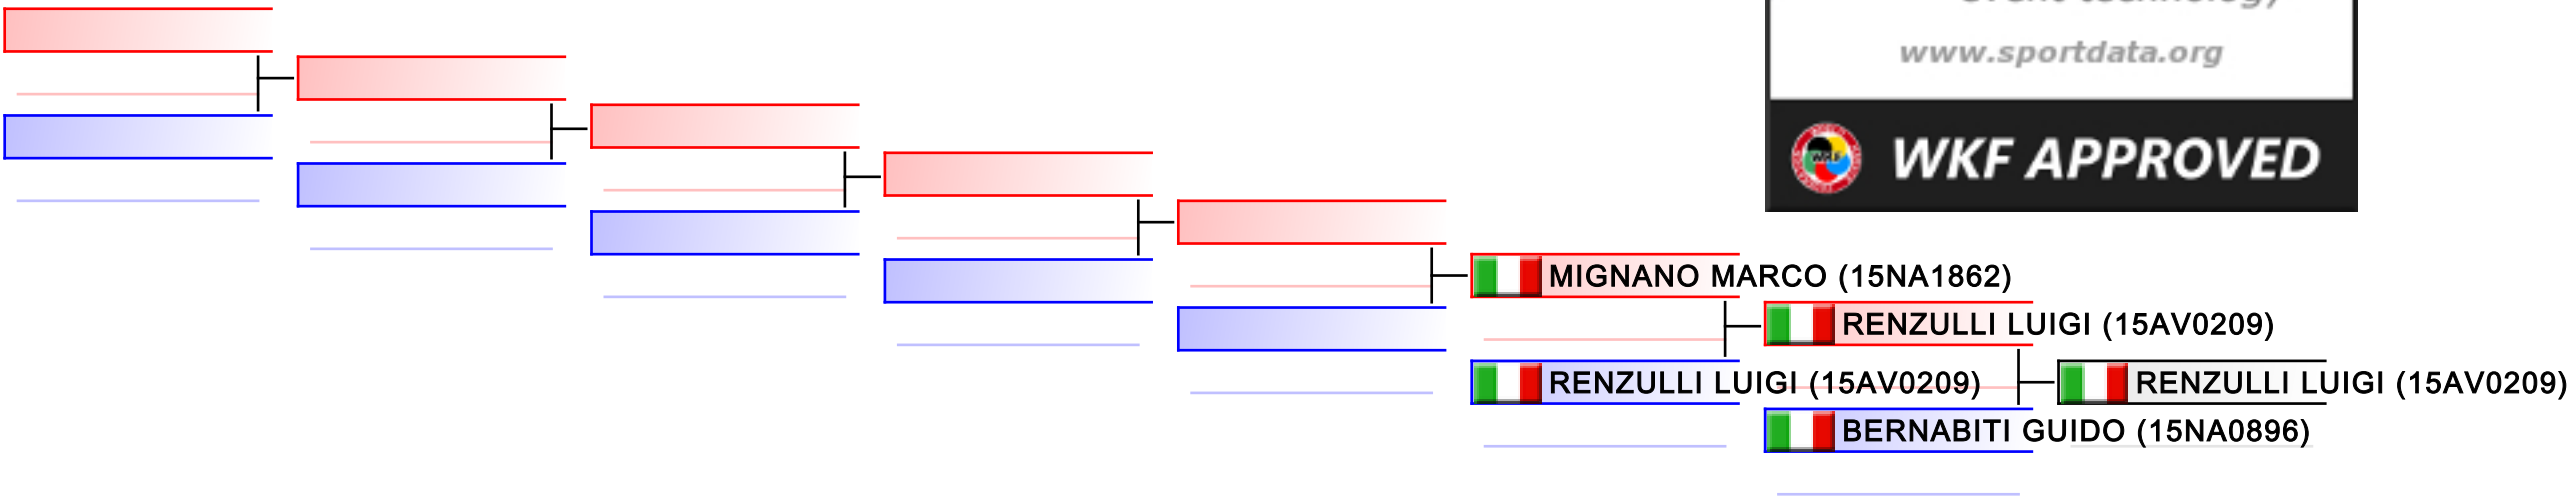 www.sportdata.org
WKF APPROVED
MIGNANO MARCO (15NA1862)
RENZULLI LUIGI (15AV0209)
RENZULLI LUIGI (15AV0209)
RENZULLI LUIGI (15AV0209)
BERNABITI GUIDO (15NA0896)